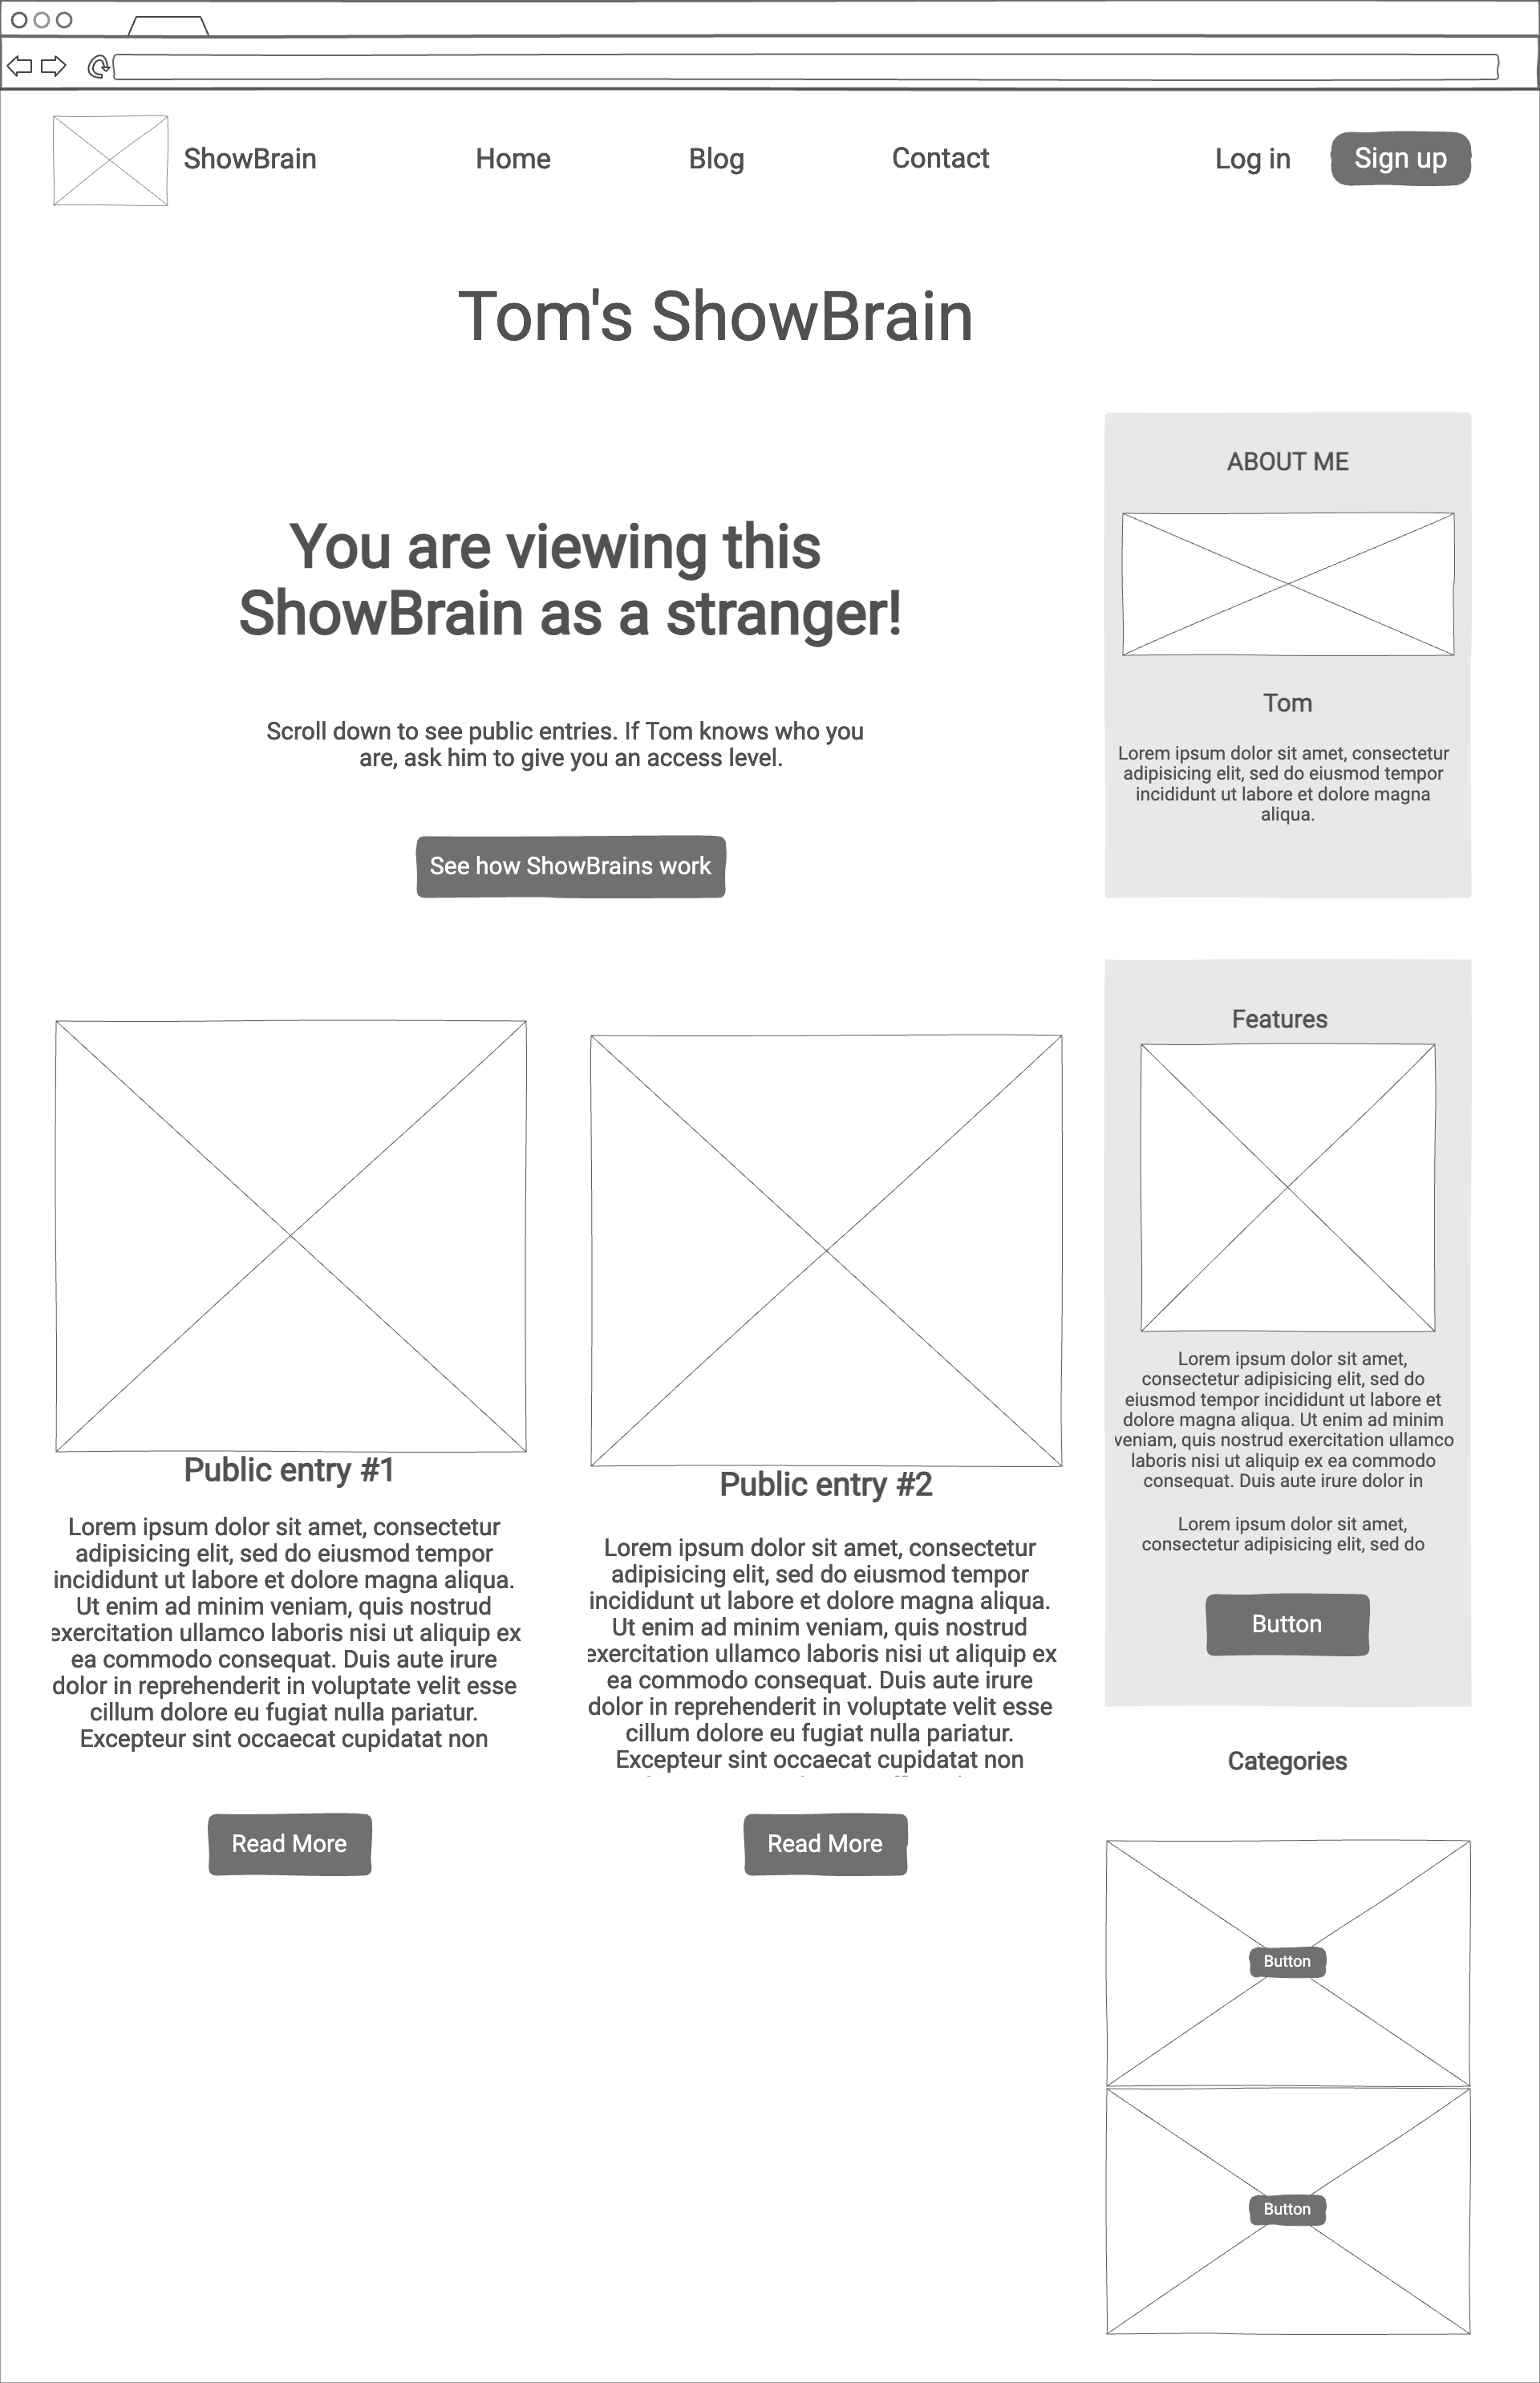 ShowBrain
Home
Blog
Contact
Log in
Sign up
Tom's ShowBrain
You are viewing this
ShowBrain as a stranger!
Scroll down to see public entries. If Tom knows who you
are, ask him to give you an access level.
See how ShowBrains work
ABOUT ME
Tom
Lorem ipsum dolor sit amet, consectetur
adipisicing elit, sed do eiusmod tempor
incididunt ut labore et dolore magna
aliqua.
Public entry #1
Lorem ipsum dolor sit amet, consectetur
adipisicing elit, sed do eiusmod tempor
incididunt ut labore et dolore magna aliqua.
Ut enim ad minim veniam, quis nostrud
exercitation ullamco laboris nisi ut aliquip ex
ea commodo consequat. Duis aute irure
dolor in reprehenderit in voluptate velit esse
cillum dolore eu fugiat nulla pariatur.
Excepteur sint occaecat cupidatat non
Read More
Public entry #2
Lorem ipsum dolor sit amet, consectetur
adipisicing elit, sed do eiusmod tempor
incididunt ut labore et dolore magna aliqua.
Ut enim ad minim veniam, quis nostrud
exercitation ullamco laboris nisi ut aliquip ex
ea commodo consequat. Duis aute irure
dolor in reprehenderit in voluptate velit esse
cillum dolore eu fugiat nulla pariatur.
Excepteur sint occaecat cupidatat non
Read More
Features
Lorem ipsum dolor sit amet,
consectetur adipisicing elit, sed do
eiusmod tempor incididunt ut labore et
dolore magna aliqua. Ut enim ad minim
veniam, quis nostrud exercitation ullamco
laboris nisi ut aliquip ex ea commodo
consequat. Duis aute irure dolor in
Lorem ipsum dolor sit amet,
consectetur adipisicing elit, sed do
Button
Categories
Button
Button